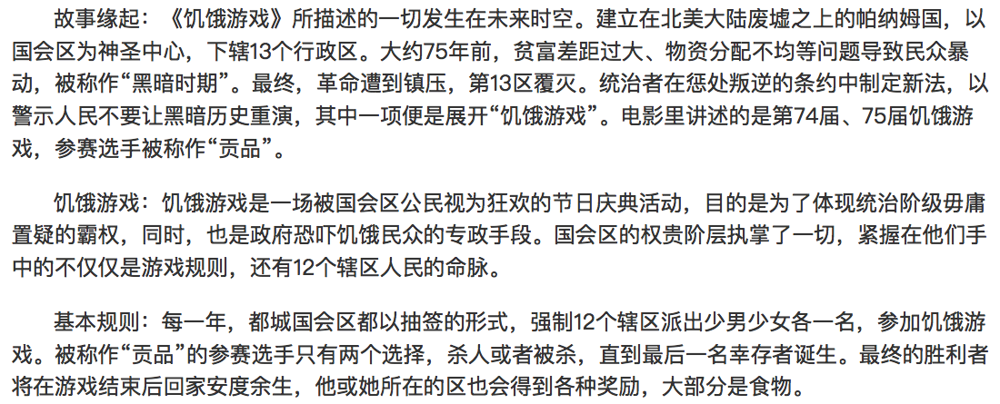 故事缘起：《饥饿游戏》所描述的一切发生在未来时空。建立在北美大陆废墟之上的帕纳姆国，以
国会区为神圣中心，下辖13个行政区。大约75年前，贫富差距过大、物资分配不均等问题导致民众暴
动，被称作“黑暗时期”。最终，革命遭到镇压，第13区覆灭。统治者在惩处叛逆的条约中制定新法，以
警示人民不要让黑暗历史重演，其中一项便是展开“饥饿游戏”。电影里讲述的是第74届、75届饥饿游
戏，参赛选手被称作“贡品”。
饥饿游戏：饥饿游戏是一场被国会区公民视为狂欢的节日庆典活动，目的是为了体现统治阶级毋庸
置疑的霸权，同时，也是政府恐吓饥饿民众的专政手段。国会区的权贵阶层执掌了一切，紧握在他们手
中的不仅仅是游戏规则，还有12个辖区人民的命脉。
基本规则：每一年，都城国会区都以抽签的形式，强制12个辖区派出少男少女各一名，参加饥饿游
戏。被称作“贡品”的参赛选手只有两个选择，杀人或者被杀，直到最后一名幸存者诞生。最终的胜利者
将在游戏结束后回家安度余生，他或她所在的区也会得到各种奖励，大部分是食物。